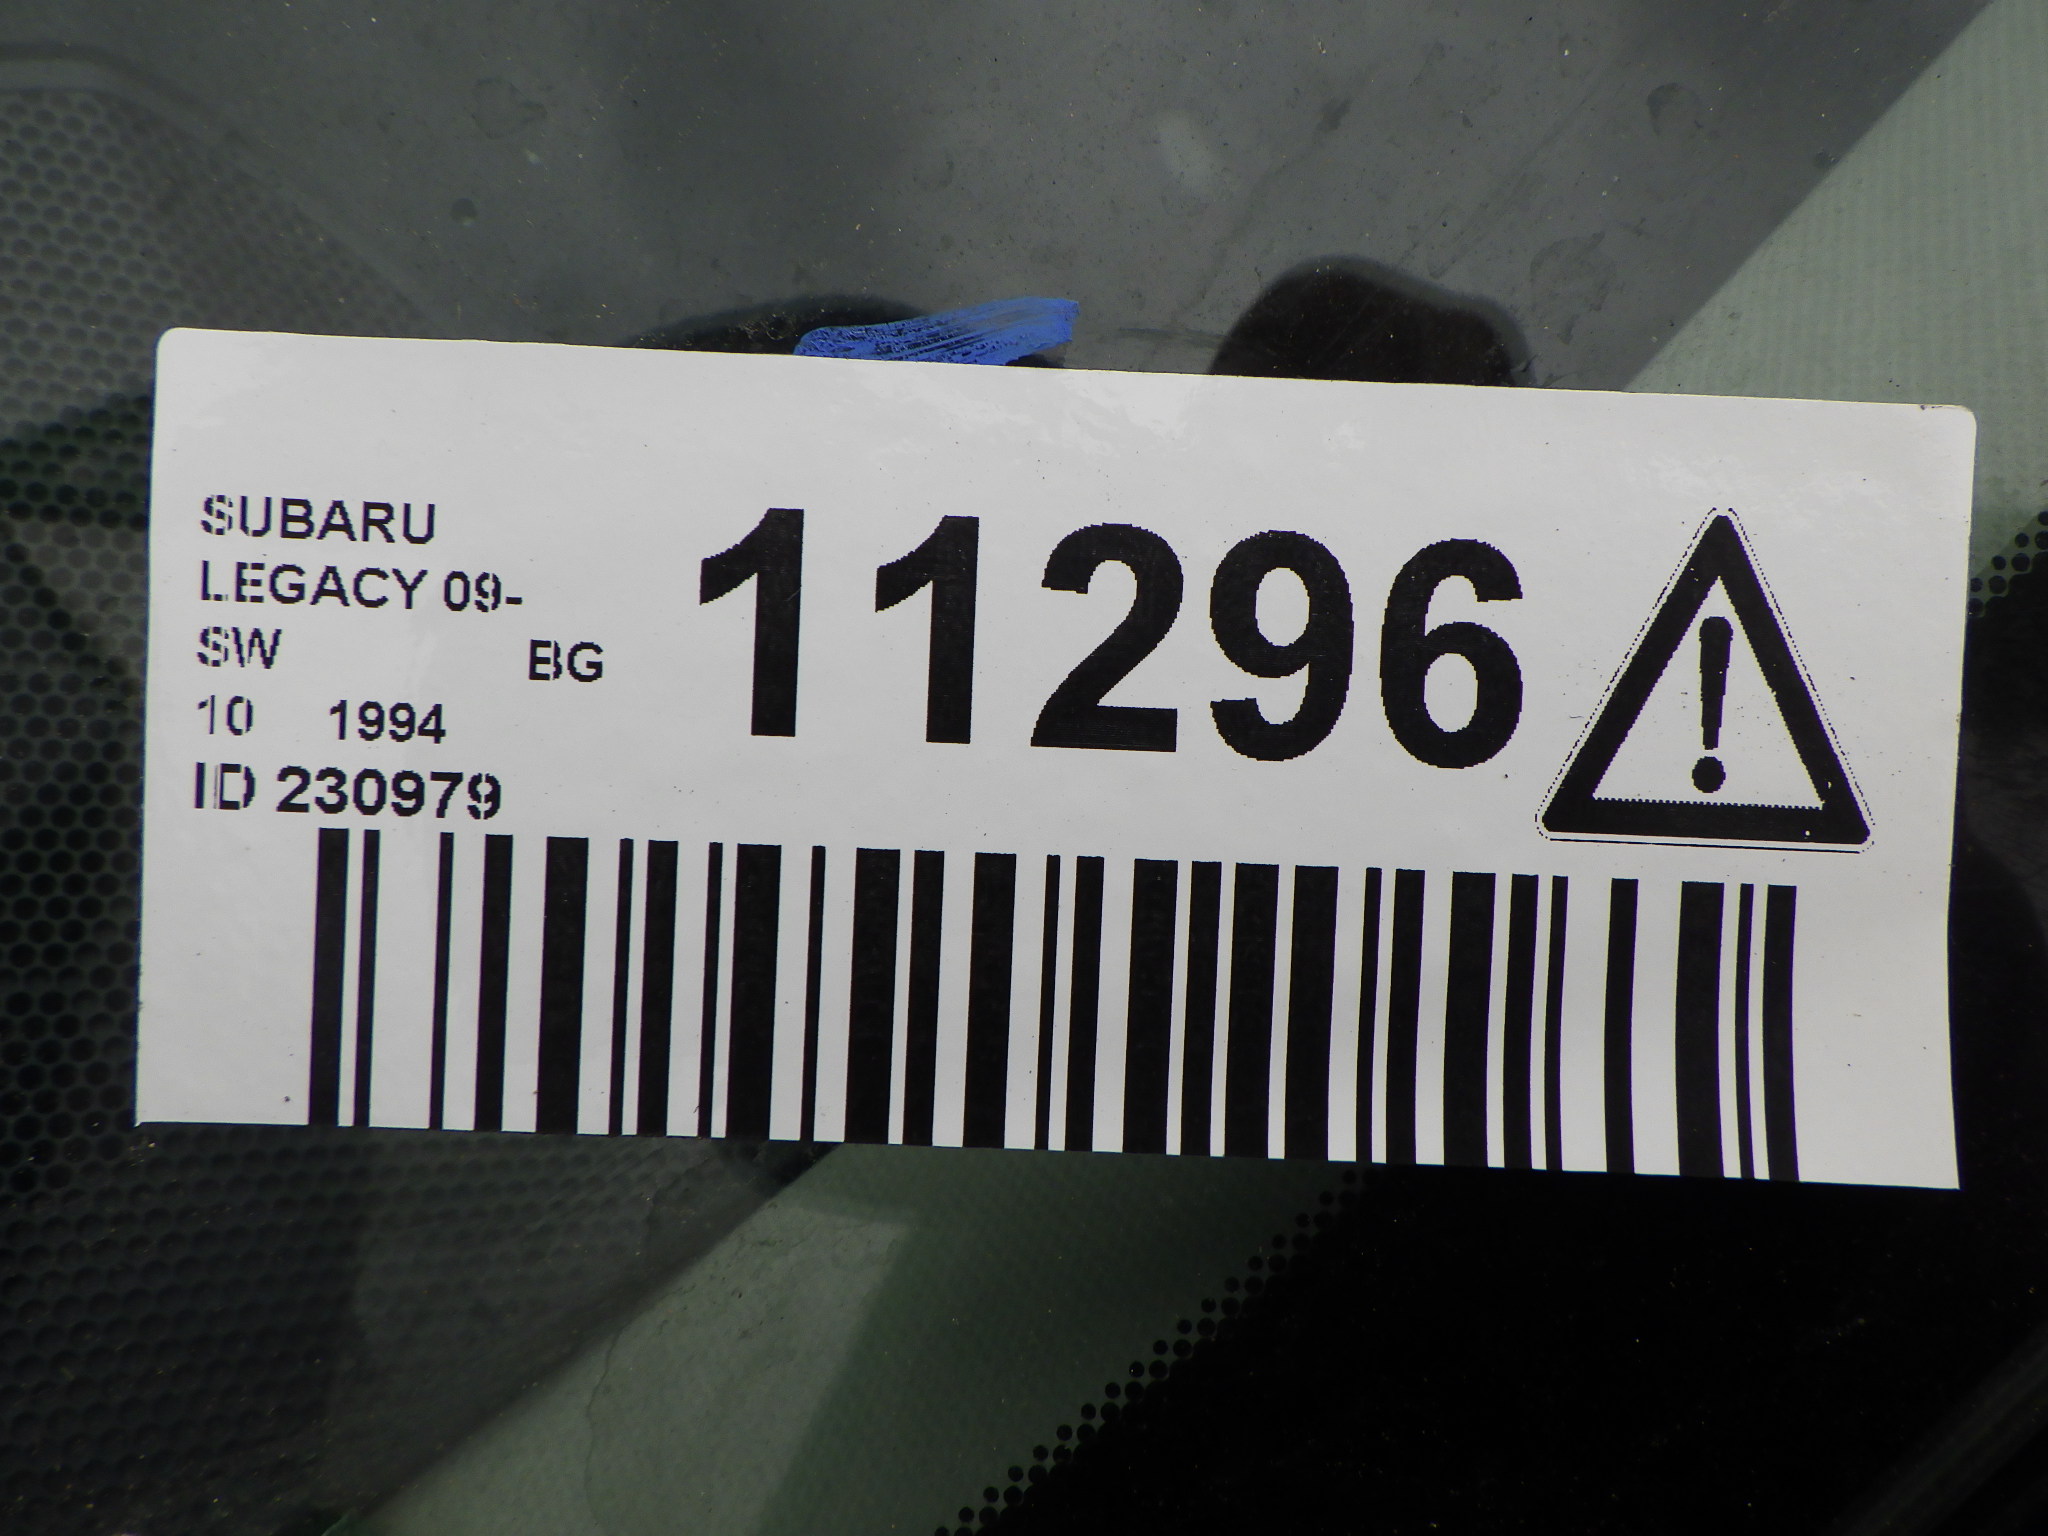 SUBARU
LEGACY 09-
SW BG
10 1994
ID 230979
11296